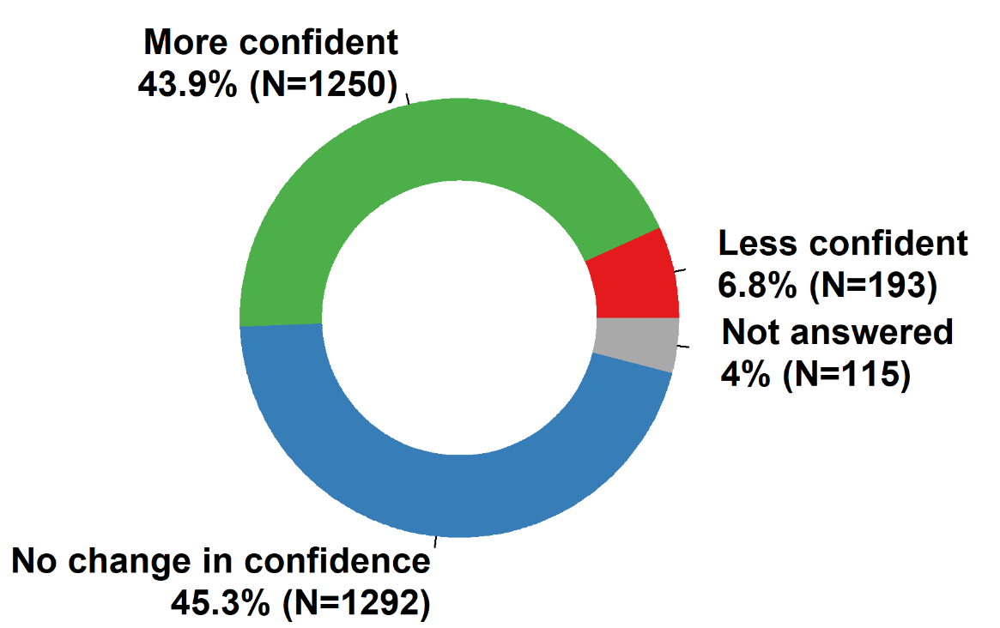 More confident
43.9% (N=1250)
Less confident
6.8% (N=193)
Not answered
4% (N=115)
No change in confidence
45.3% (N=1292)